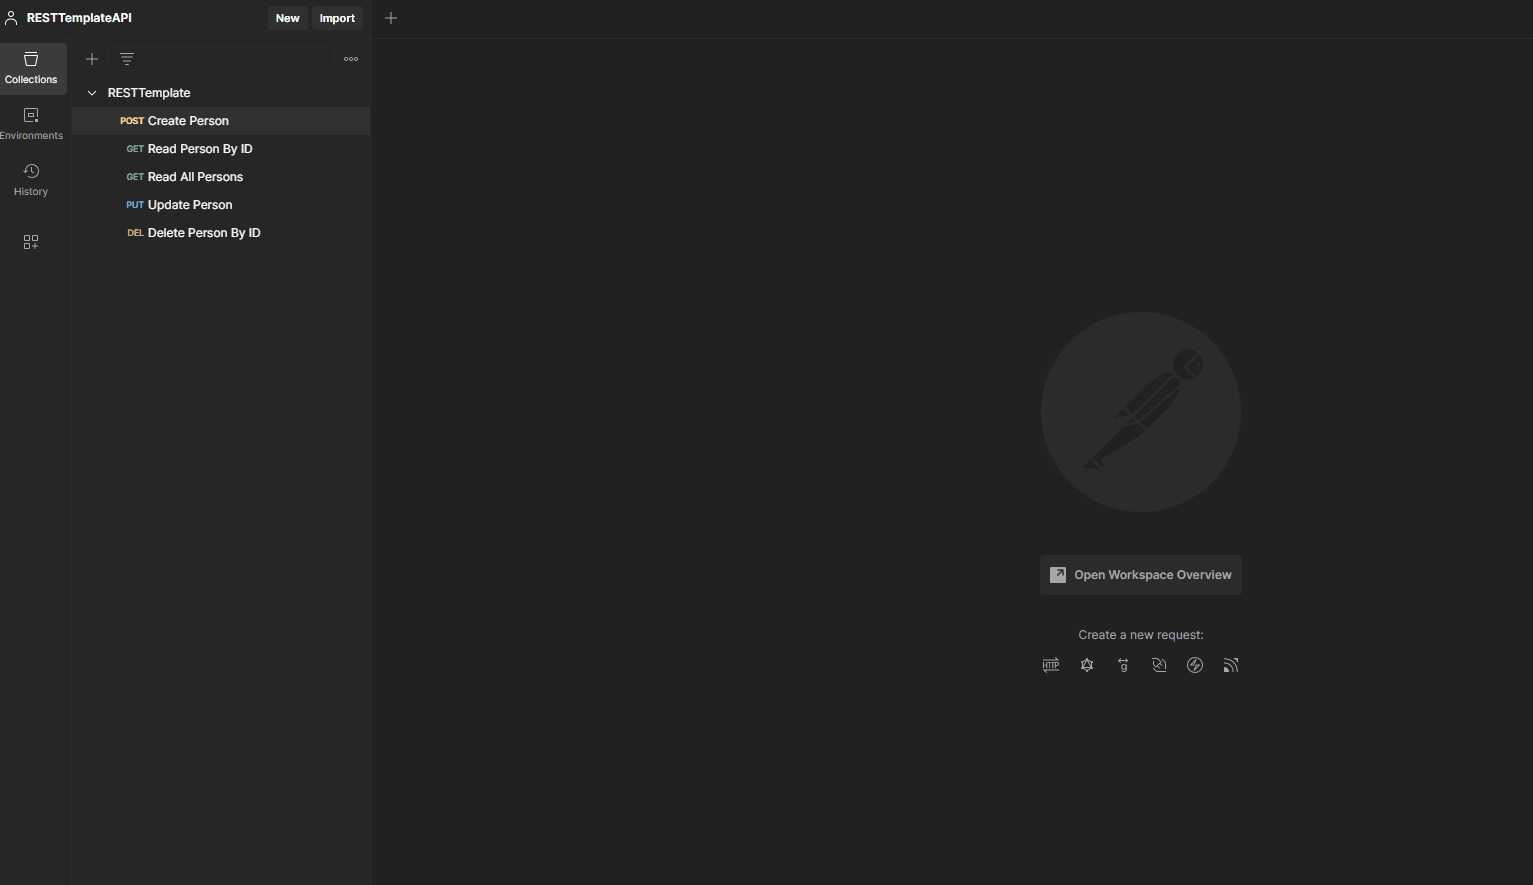 RESTTemplateAPI
New
Import
Collections
Environments
History
RESTTemplate
POST Create Person
GET Read Person By ID
GET Read All Persons
PUT Update Person
DEL Delete Person By ID
Open Workspace Overview
Create a new request:
HTTP
g